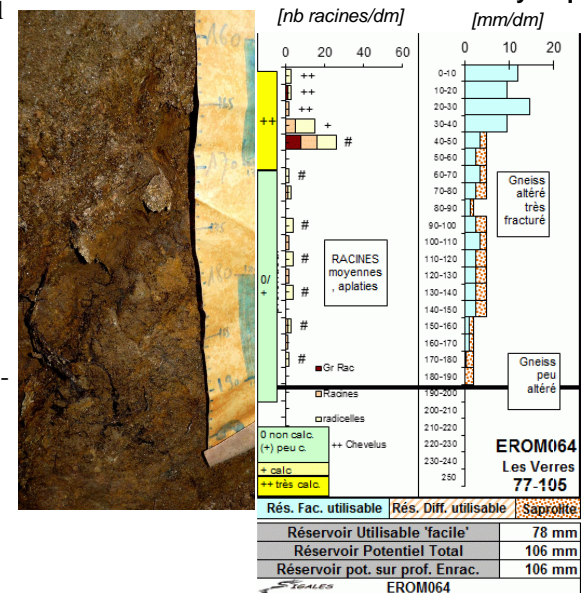 [nb racines/dm]
[mm/dm]
0 20 40 60
0 10 20
++
++
++
+
#
#
#
#
#
#
#
++
0/
+
RACINES
moyennes
, aplaties
Gr Rac
Racines
radicelles
++ Chevelus
0 non calc.
(+) peu c.
+ calc
++ très calc.
0-10
10-20
20-30
30-40
40-50
50-60
60-70
70-80
80-90
90-100
100-110
110-120
120-130
130-140
140-150
150-160
160-170
170-180
180-190
190-200
200-210
210-220
220-230
230-240
250
Gneiss
altéré
très
fracturé
Gneiss
peu
altéré
EROM064
Les Verres
77-105
Rés. Fac. utilisable Rés. Diff. utilisable Saprolite
Réservoir Utilisable 'facile' 78 mm
Réservoir Potentiel Total 106 mm
Réservoir pot. sur prof. Enrac. 106 mm
SIGALES EROM064
160
165
170
180
190